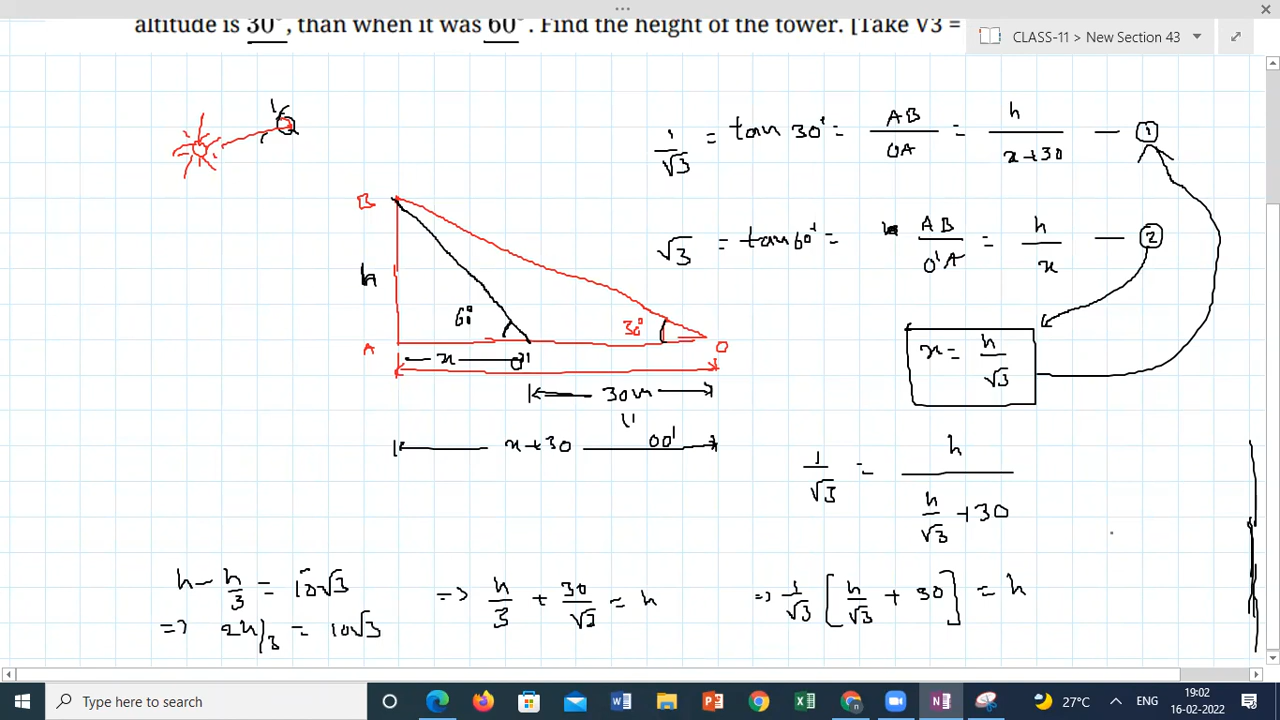 altitude is 30°, than when it was 60°. Find the height of the tower. [Take √3 =
CLASS-11 > New Section 43
1/√3 = tan 30° = AB/OA = h/x+30 — 1
√3 = tan 60° = AB/O'A = h/x — 2
B
h
60°
30°
A
x
O'
O
30m
"
x+30
OO'
x = h/√3
1/√3 = h / h/√3 + 30
=> 1/√3 [h/√3 + 30] = h
=> h/3 + 30/√3 = h
h - h/3 = 10√3
=> 2h/3 = 10√3
Type here to search
27°C
ENG
19:02
16-02-2022